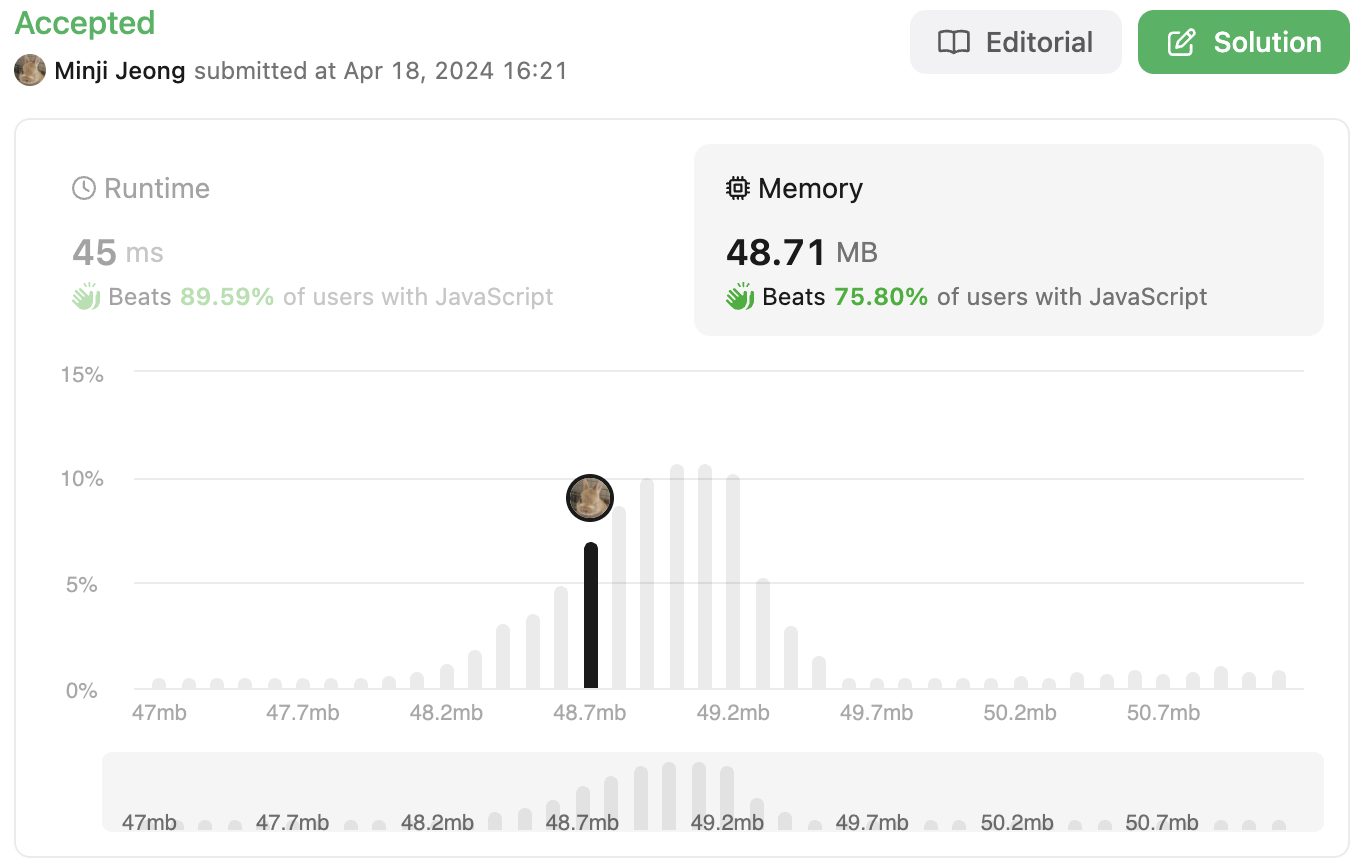 Accepted
Editorial
Solution
Minji Jeong submitted at Apr 18, 2024 16:21
Runtime
45 ms
Beats 89.59% of users with JavaScript
Memory
48.71 MB
Beats 75.80% of users with JavaScript
15%
10%
5%
0%
47mb 47.7mb 48.2mb 48.7mb 49.2mb 49.7mb 50.2mb 50.7mb
47mb 47.7mb 48.2mb 48.7mb 49.2mb 49.7mb 50.2mb 50.7mb